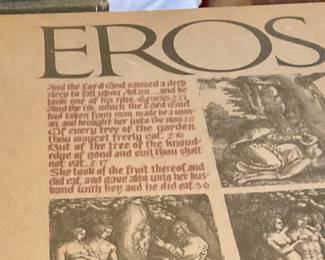 EROS
And the Lord God caused a deep
sleep to fall upon Adam ... and he
took one of his ribs. Genesis 2:21
And the rib, which the Lord God
had taken from man, made he a wom-
an, and brought her unto the man 2:22
Of every tree of the garden
thou mayest freely eat. 2:16
But of the tree of the knowl-
edge of good and evil thou shalt
not eat. 2:17
She took of the fruit thereof, and
did eat, and gave also unto her hus-
band with her; and he did eat. 3:6